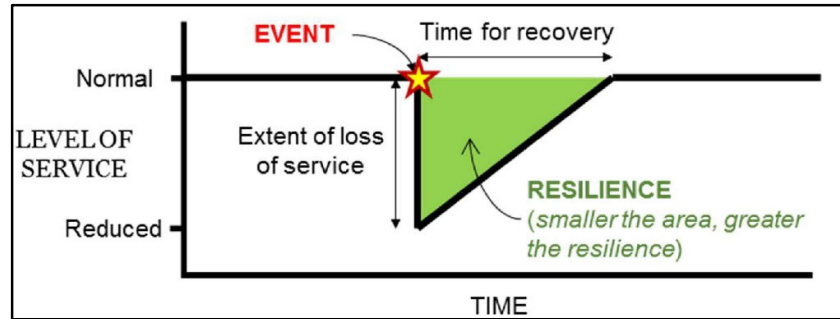 EVENT
Time for recovery
Normal
LEVEL OF
SERVICE
Extent of loss
of service
RESILIENCE
(smaller the area, greater
the resilience)
Reduced
TIME